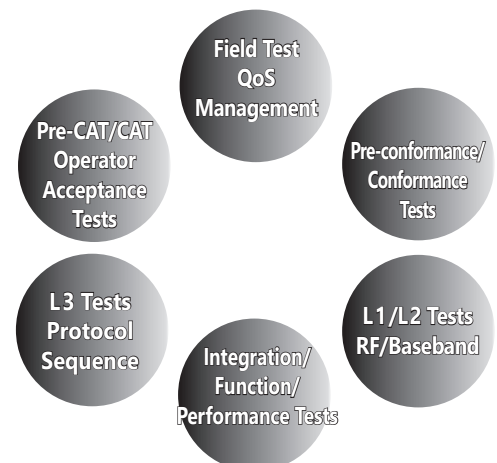 Field Test
QoS
Management
Pre-CAT/CAT
Operator
Acceptance
Tests
Pre-conformance/
Conformance
Tests
L3 Tests
Protocol
Sequence
L1/L2 Tests
RF/Baseband
Integration/
Function/
Performance Tests